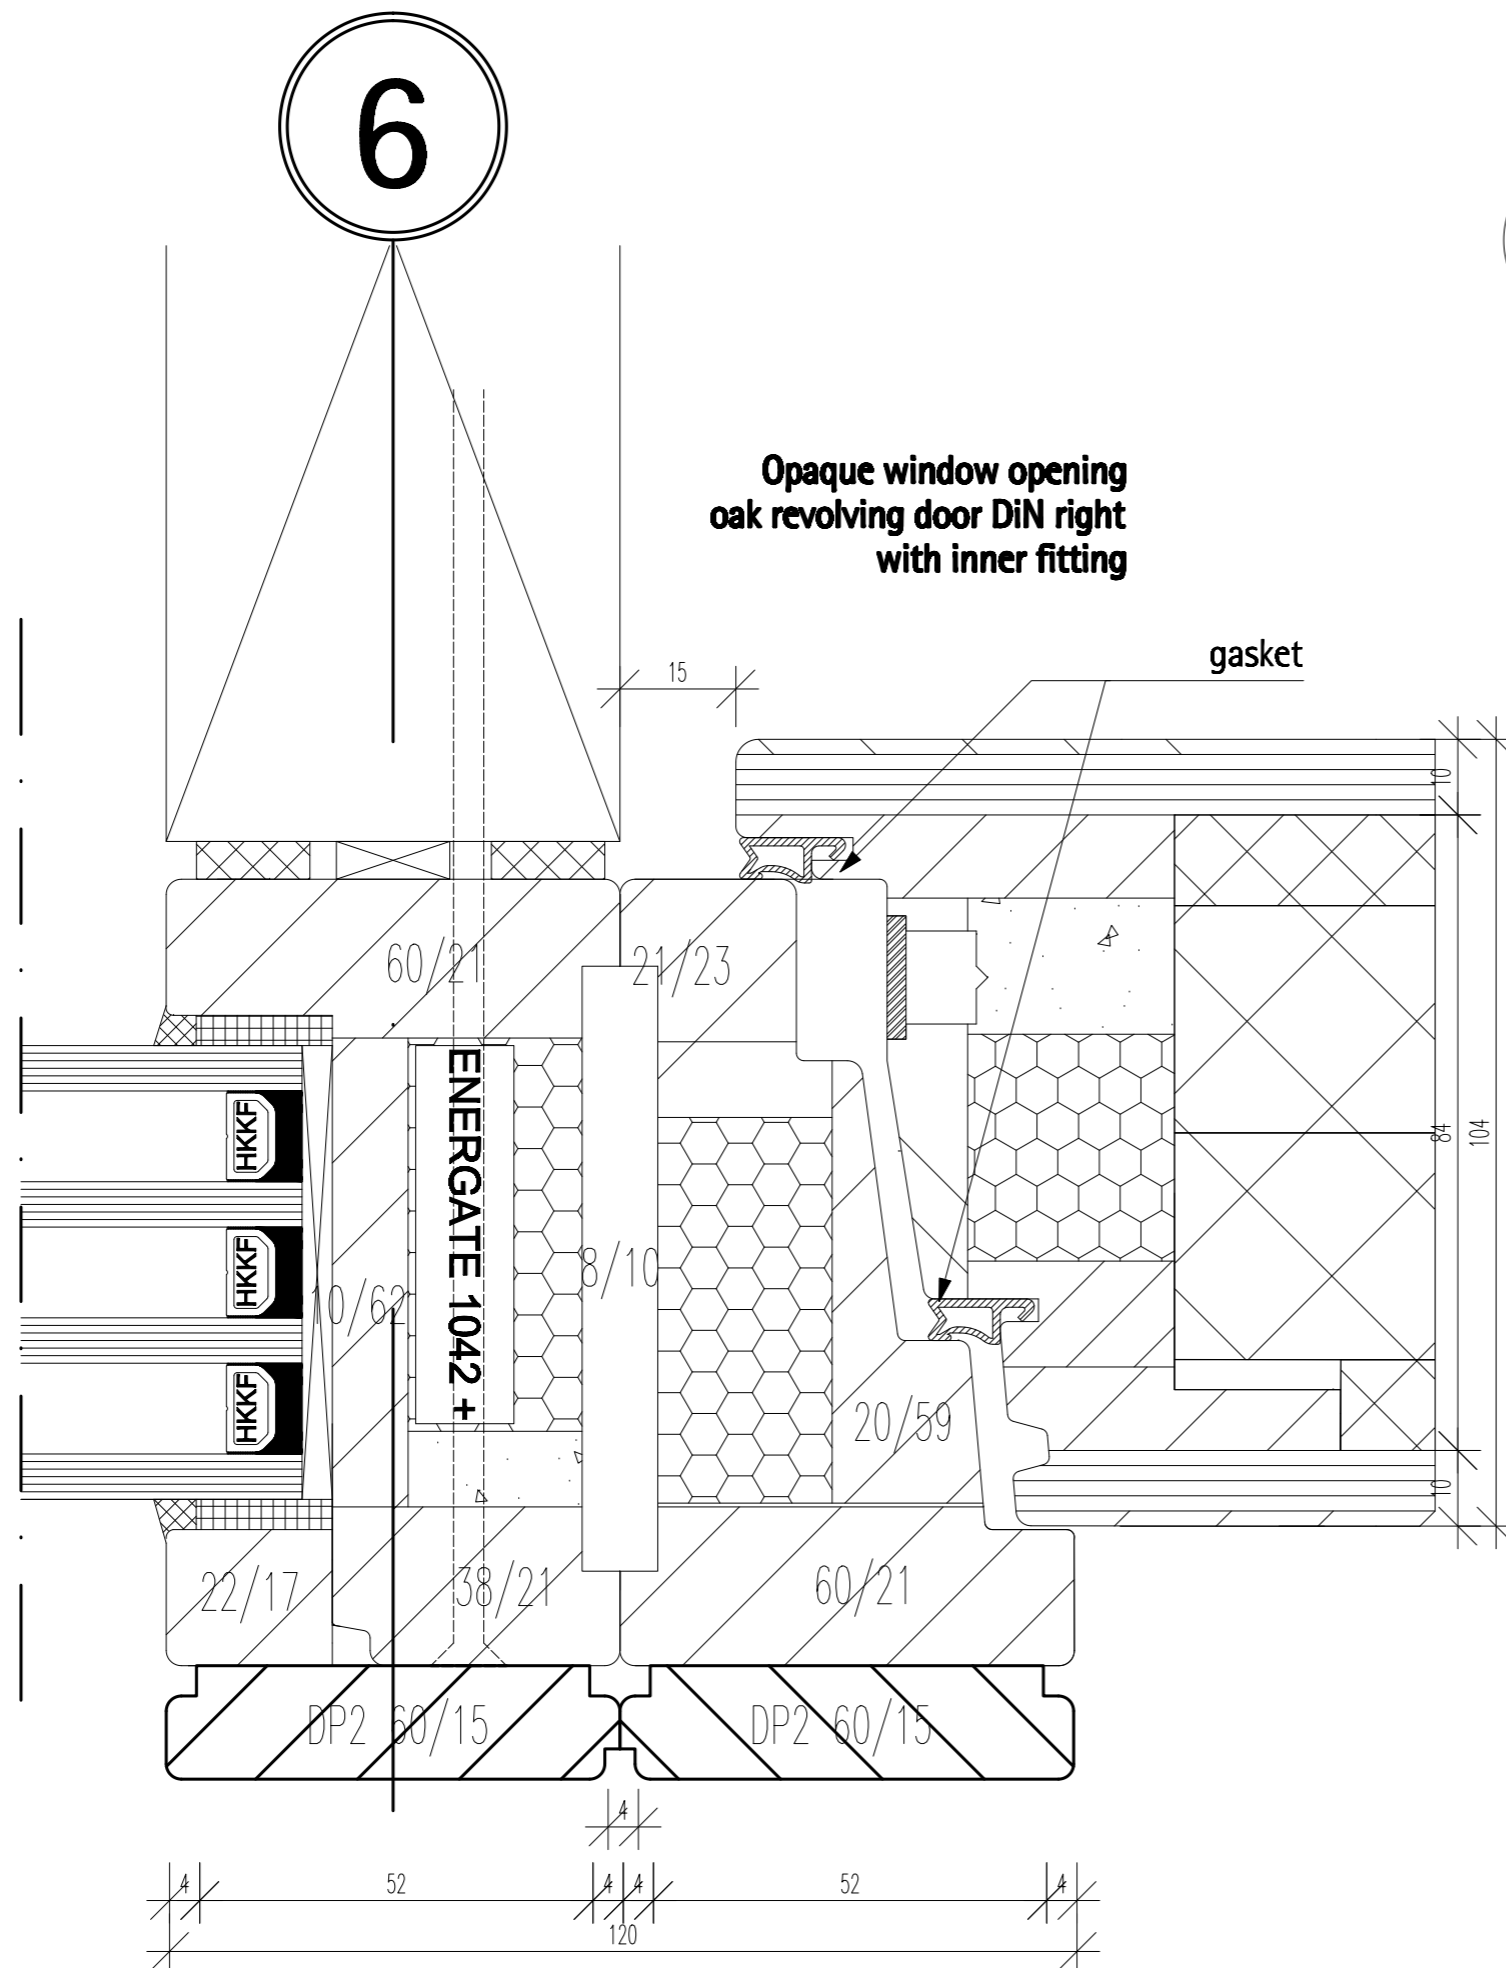 6
Opaque window opening
oak revolving door DiN right
with inner fitting
gasket
15
10
84
104
10
60/21
21/23
HKKF
HKKF
HKKF
10/62
ENERGATE 1042 +
8/10
20/59
22/17
38/21
60/21
DP2 60/15
DP2 60/15
4
4
52
4
4
52
4
120